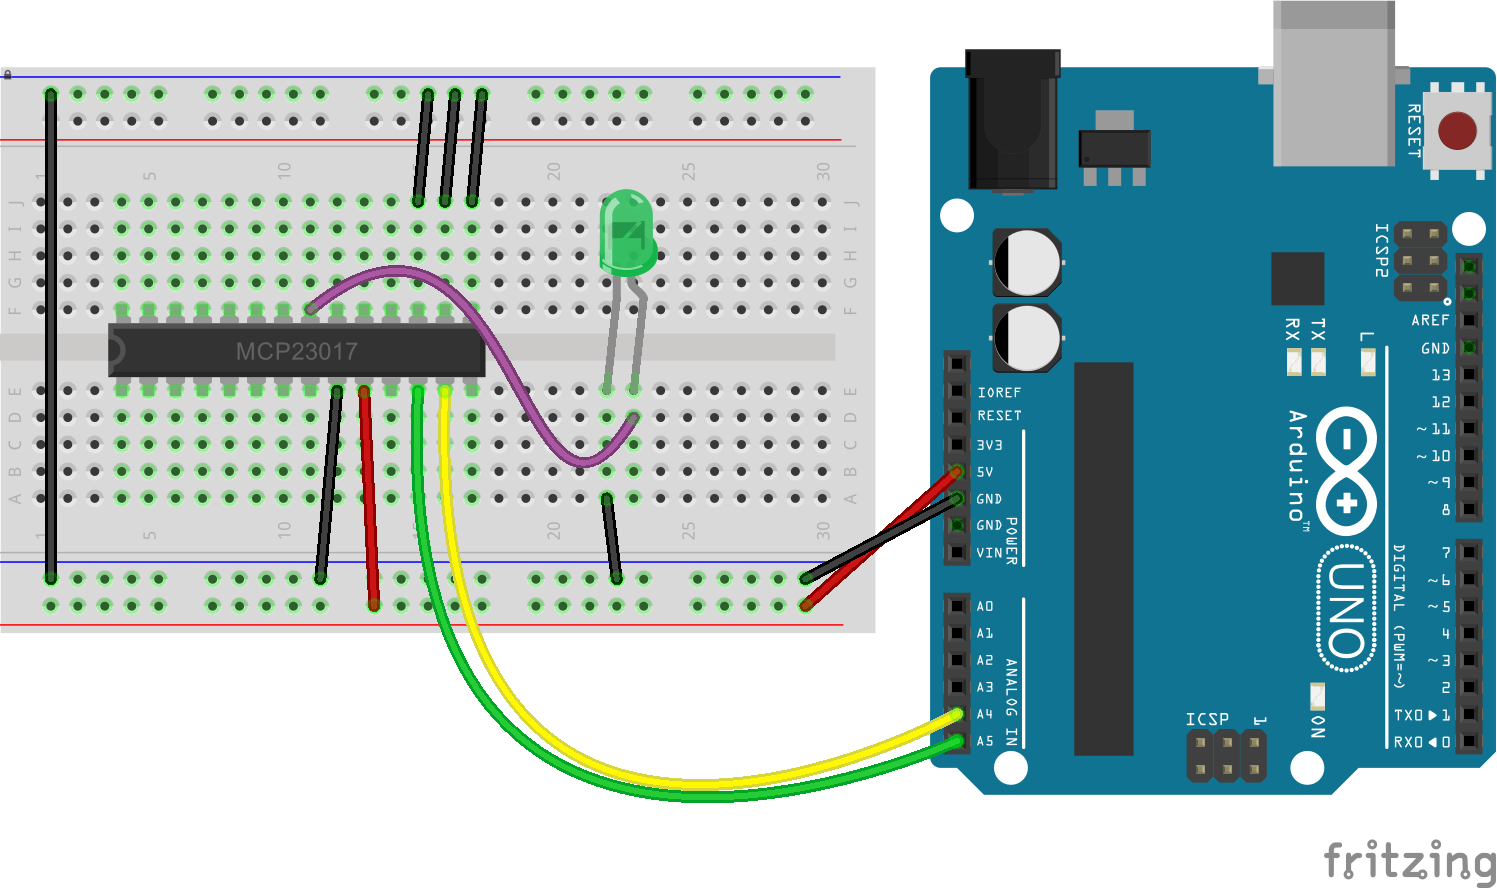 1 5 10 15 20 25 30
J J
I I
H H
G G
F F
MCP23017
E E
D D
C C
B B
A A
1 5 10 20 25 30
RESET
ICSP2
AREF
GND
RX TX L
IOREF
RESET
3V3
5V
GND
GND
VIN
POWER
A0
A1
A2
A3
A4
A5
ANALOG IN
Arduino™
UNO
13
12
~11
~10
~9
8
7
~6
~5
4
~3
2
TX0▶1
RX0◀0
DIGITAL (PWM=~)
ICSP 1
ON
fritzing